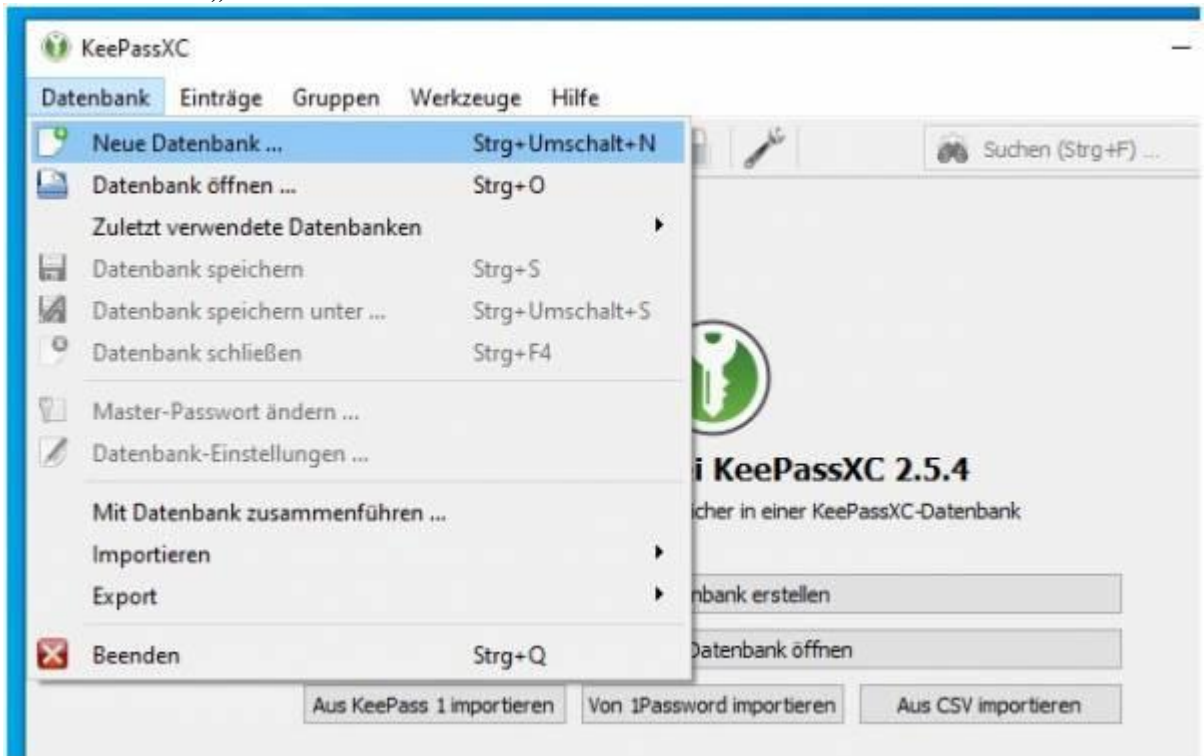 „
KeePassXC
Datenbank Einträge Gruppen Werkzeuge Hilfe
Neue Datenbank ... Strg+Umschalt+N
Suchen (Strg+F) ...
Datenbank öffnen ... Strg+O
Zuletzt verwendete Datenbanken
Datenbank speichern Strg+S
Datenbank speichern unter ... Strg+Umschalt+S
Datenbank schließen Strg+F4
Master-Passwort ändern ...
Datenbank-Einstellungen ...
i KeePassXC 2.5.4
Mit Datenbank zusammenführen ...
icher in einer KeePassXC-Datenbank
Importieren
Export
nbank erstellen
Beenden Strg+Q
Datenbank öffnen
Aus KeePass 1 importieren Von 1Password importieren Aus CSV importieren